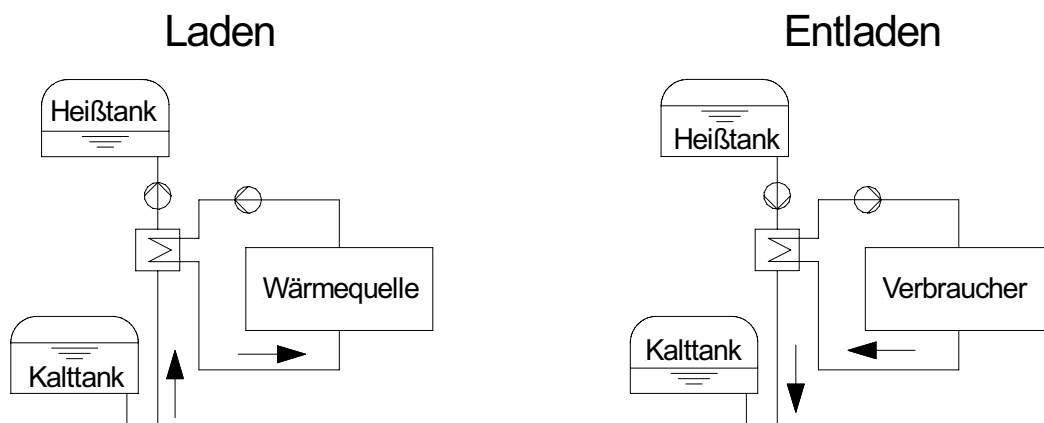 Laden
Heißtank
Wärmequelle
Kalttank
Entladen
Heißtank
Verbraucher
Kalttank